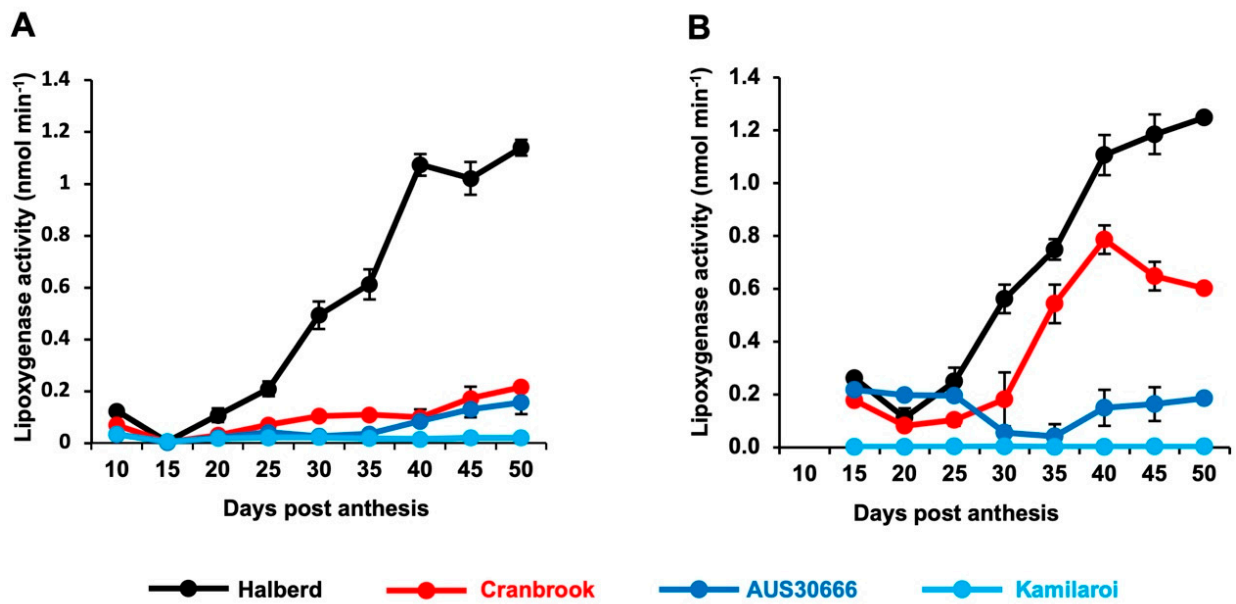 A
Lipoxygenase activity (nmol min-1)
1.4
1.2
1
0.8
0.6
0.4
0.2
0
10 15 20 25 30 35 40 45 50
Days post anthesis
B
Lipoxygenase activity (nmol min-1)
1.4
1.2
1.0
0.8
0.6
0.4
0.2
0.0
10 15 20 25 30 35 40 45 50
Days post anthesis
Halberd Cranbrook AUS30666 Kamilaroi